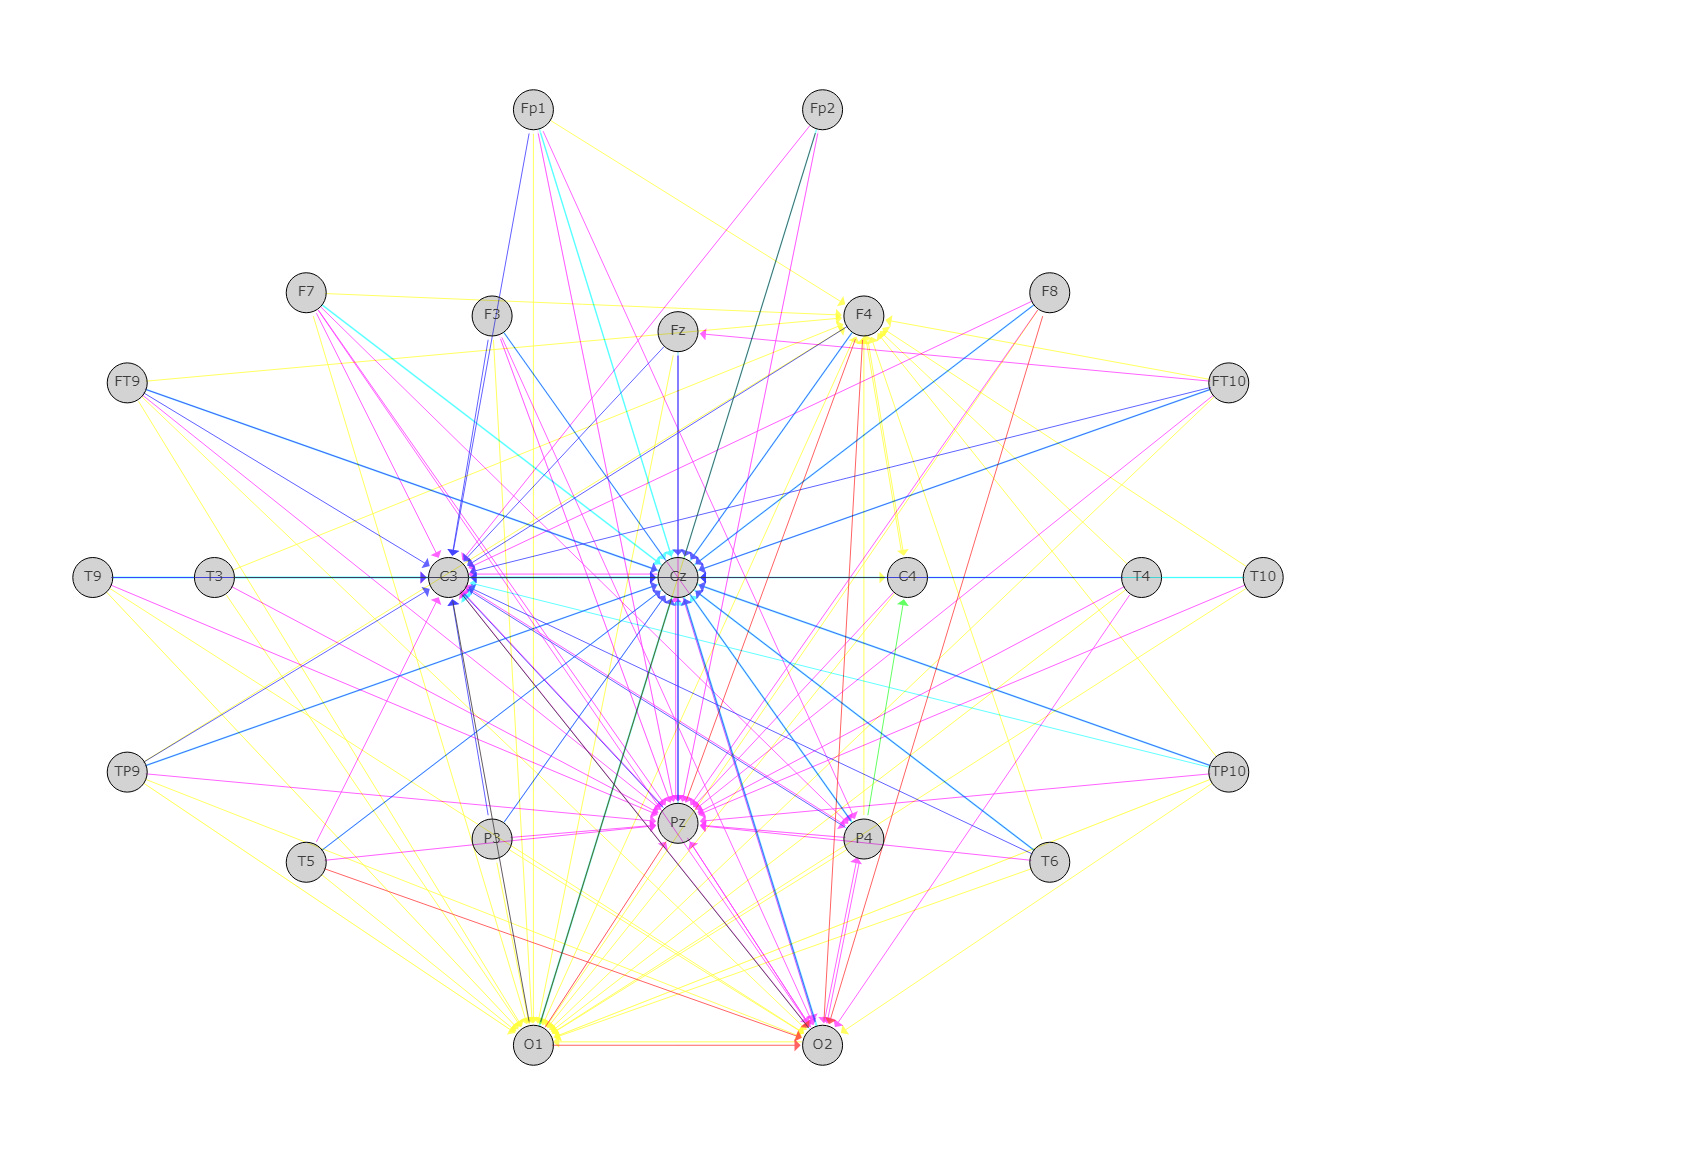 Fp1 Fp2
F7 F3 Fz F4 F8
FT9 FT10
T9 T3 C3 Cz C4 T4 T10
TP9 TP10
T5 P3 Pz P4 T6
O1 O2